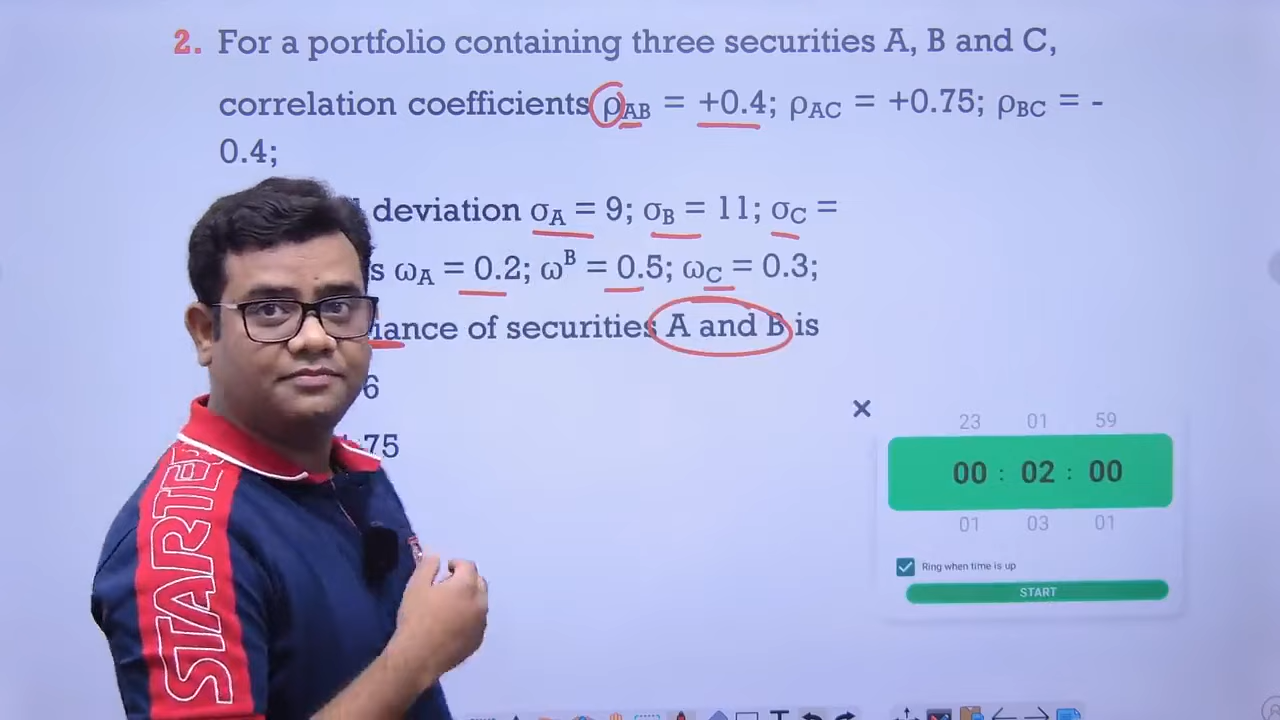 2. For a portfolio containing three securities A, B and C,
correlation coefficients ρAB = +0.4; ρAC = +0.75; ρBC = -
0.4;
deviation σA = 9; σB = 11; σC =
ωA = 0.2; ωᴮ = 0.5; ωC = 0.3;
of securities A and B is
6
75
23 01 59
00 : 02 : 00
01 03 01
Ring when time is up
START
STARTE